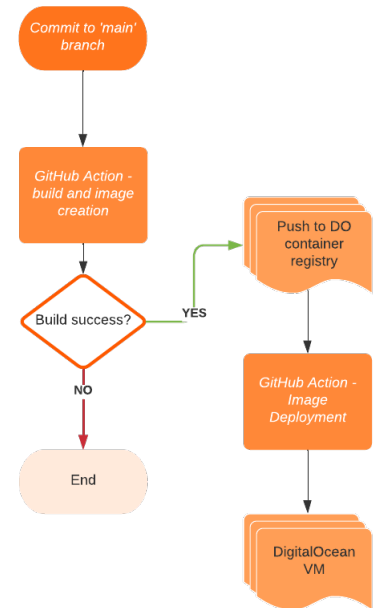 Commit to 'main'
branch
GitHub Action -
build and image
creation
Build success?
YES
NO
End
Push to DO
container
registry
GitHub Action -
Image
Deployment
DigitalOcean
VM